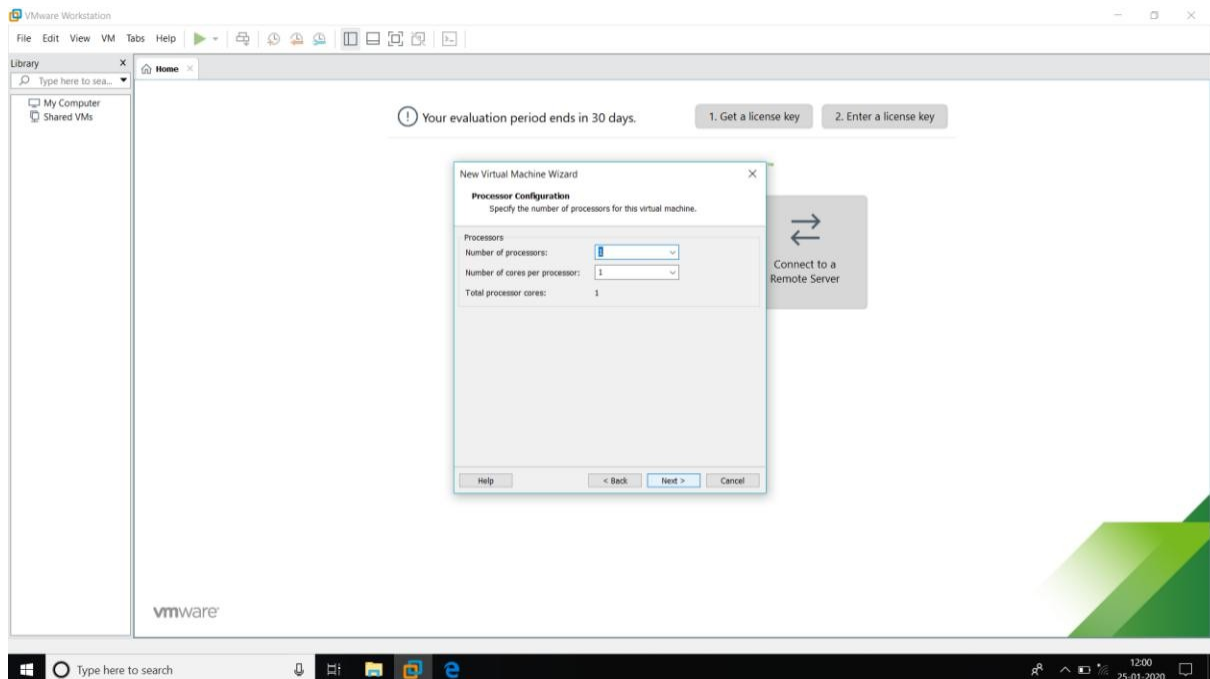 VMware Workstation
File Edit View VM Tabs Help
Library X
Type here to sea...
My Computer
Shared VMs
Home
! Your evaluation period ends in 30 days.
1. Get a license key
2. Enter a license key
New Virtual Machine Wizard
Processor Configuration
Specify the number of processors for this virtual machine.
Processors
Number of processors: 1
Number of cores per processor: 1
Total processor cores: 1
Help < Back Next > Cancel
Connect to a
Remote Server
vmware
Type here to search
12:00
25-01-2020